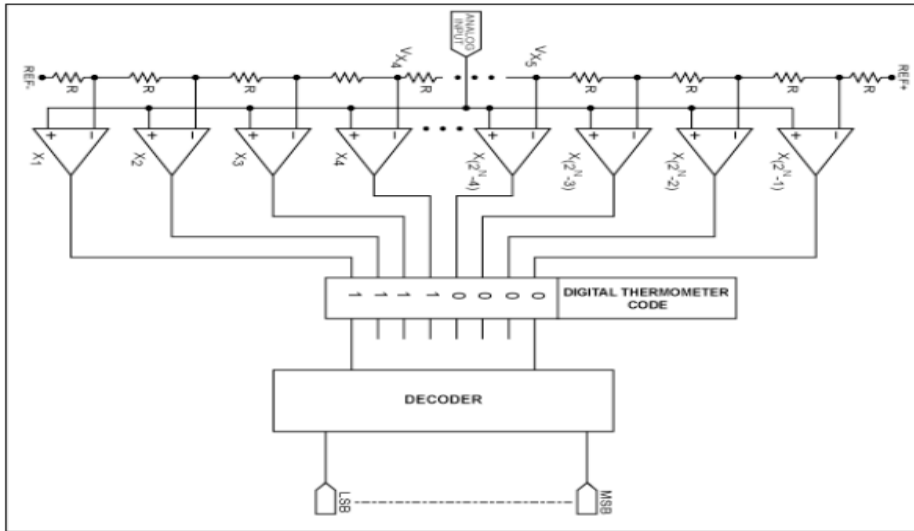 ANALOG
INPUT
REF-
R
R
R
R
VX4
R
VX5
R
R
R
R
REF+
+ −
+ −
+ −
+ −
+ −
+ −
+ −
+ −
X1
X2
X3
X4
X(2^N-4)
X(2^N-3)
X(2^N-2)
X(2^N-1)
1 1 1 1 0 0 0 0
DIGITAL THERMOMETER
CODE
DECODER
LSB
MSB